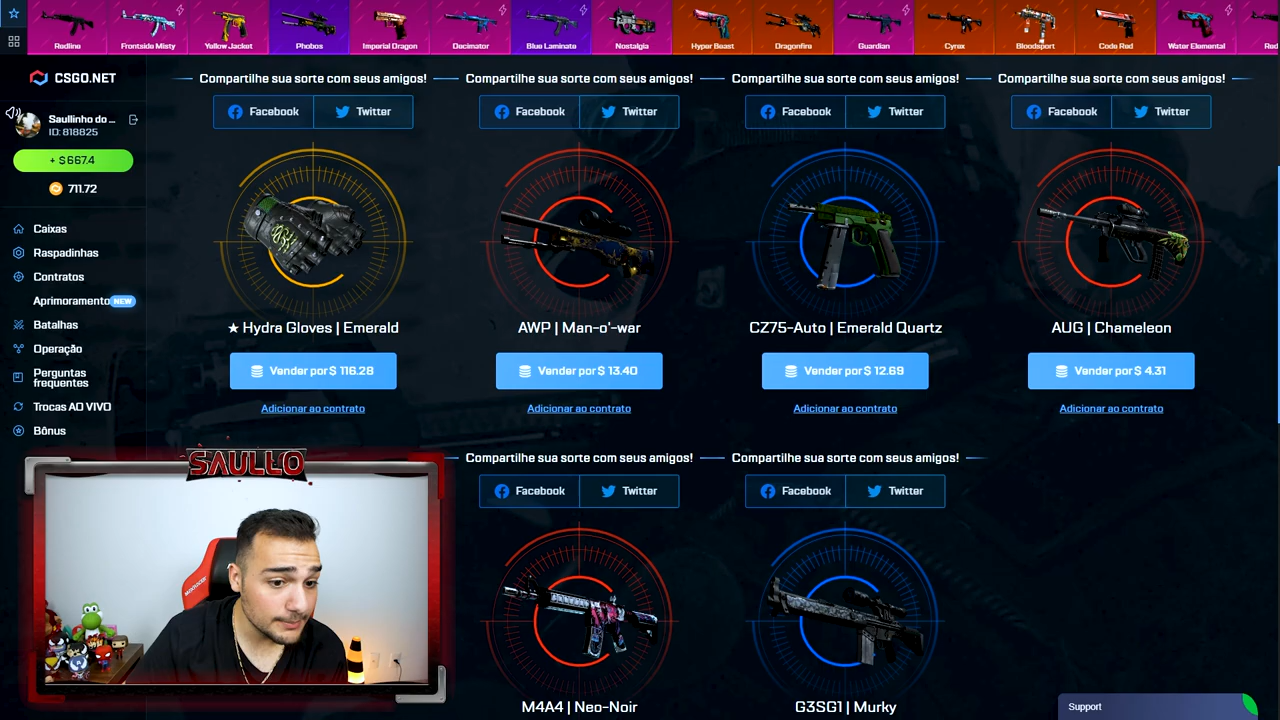 Redline
Frontside Misty
Yellow Jacket
Phobos
Imperial Dragon
Decimator
Blue Laminate
Nostalgia
Hyper Beast
Dragonfire
Guardian
Cyrex
Bloodsport
Code Red
Water Elemental
Red
CSGO.NET
Saullinho do ...
ID: 818825
+ $ 667.4
711.72
Caixas
Raspadinhas
Contratos
Aprimoramento NEW
Batalhas
Operação
Perguntas
frequentes
Trocas AO VIVO
Bônus
Compartilhe sua sorte com seus amigos!
Facebook
Twitter
★ Hydra Gloves | Emerald
Vender por $ 116.28
Adicionar ao contrato
Compartilhe sua sorte com seus amigos!
Facebook
Twitter
AWP | Man-o'-war
Vender por $ 13.40
Adicionar ao contrato
Compartilhe sua sorte com seus amigos!
Facebook
Twitter
CZ75-Auto | Emerald Quartz
Vender por $ 12.69
Adicionar ao contrato
Compartilhe sua sorte com seus amigos!
Facebook
Twitter
AUG | Chameleon
Vender por $ 4.31
Adicionar ao contrato
SAULLO
Compartilhe sua sorte com seus amigos!
Facebook
Twitter
M4A4 | Neo-Noir
Compartilhe sua sorte com seus amigos!
Facebook
Twitter
G3SG1 | Murky
Support